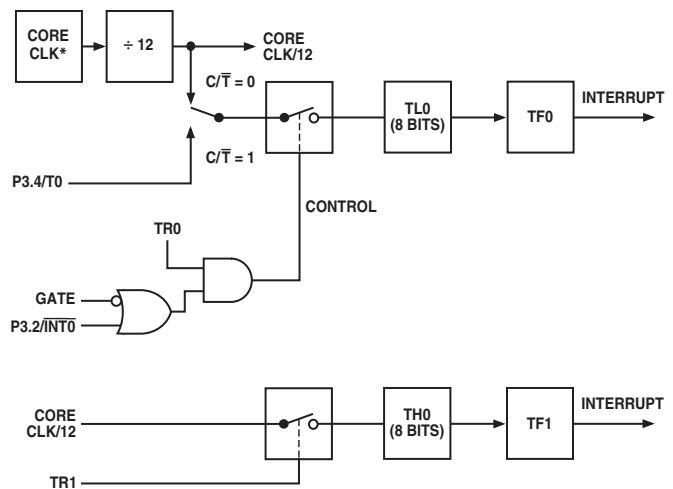 CORE
CLK*
÷ 12
CORE
CLK/12
C/T̅ = 0
TL0
(8 BITS)
TF0
INTERRUPT
C/T̅ = 1
P3.4/T0
CONTROL
TR0
GATE
P3.2/I̅N̅T̅0̅
CORE
CLK/12
TH0
(8 BITS)
TF1
INTERRUPT
TR1